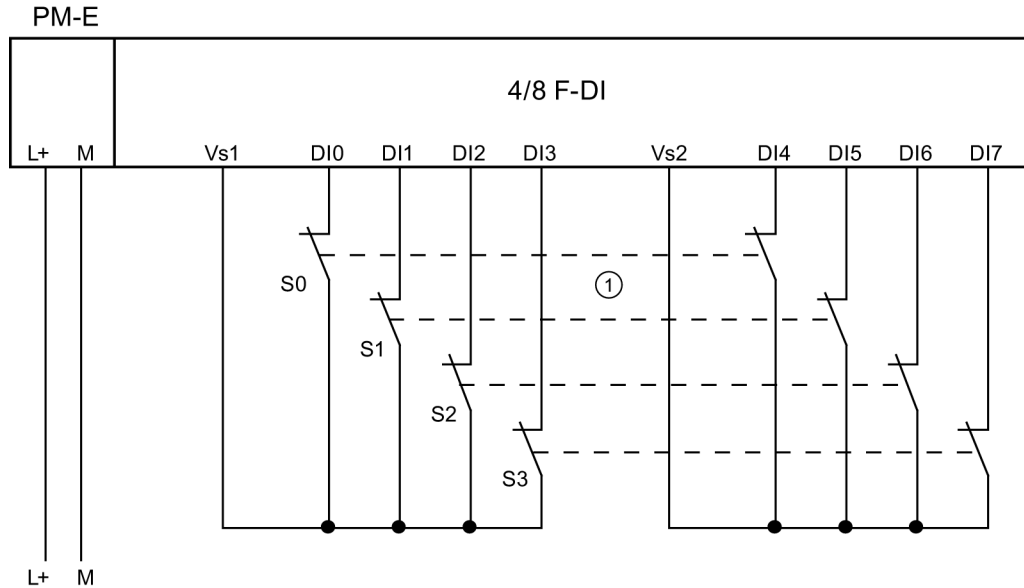 PM-E
4/8 F-DI
L+ M Vs1 DI0 DI1 DI2 DI3 Vs2 DI4 DI5 DI6 DI7
S0
1
S1
S2
S3
L+ M